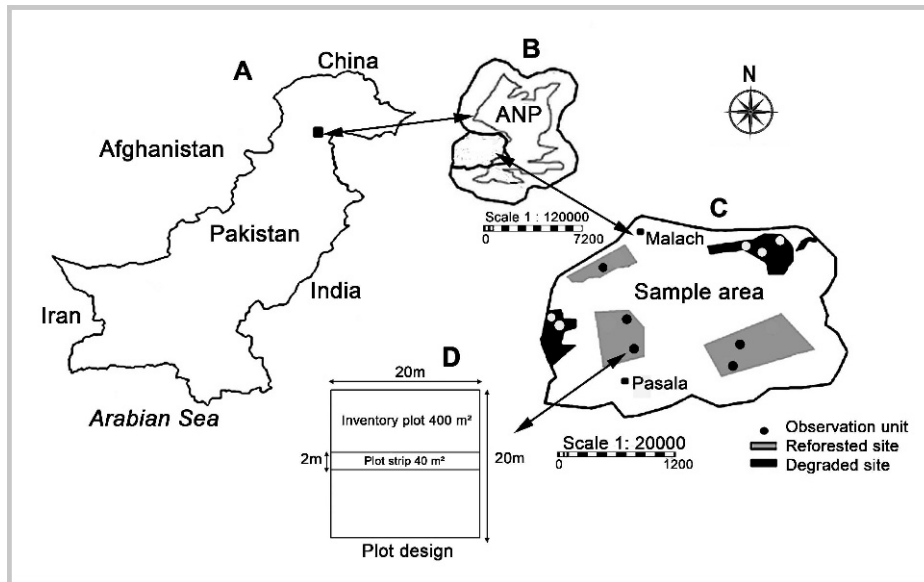 A
China
Afghanistan
Pakistan
Iran
India
Arabian Sea
B
ANP
N
Scale 1 : 120000
0 7200
C
Malach
Sample area
Pasala
Scale 1: 20000
0 1200
Observation unit
Reforested site
Degraded site
D
20m
Inventory plot 400 m²
2m
Plot strip 40 m²
20m
Plot design